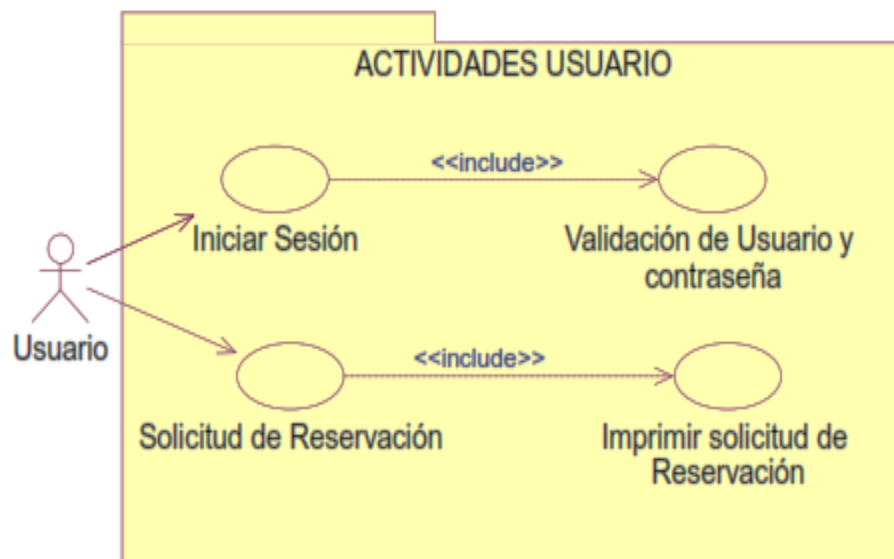 ACTIVIDADES USUARIO
<<include>>
Iniciar Sesión
Validación de Usuario y
contraseña
Usuario
<<include>>
Solicitud de Reservación
Imprimir solicitud de
Reservación